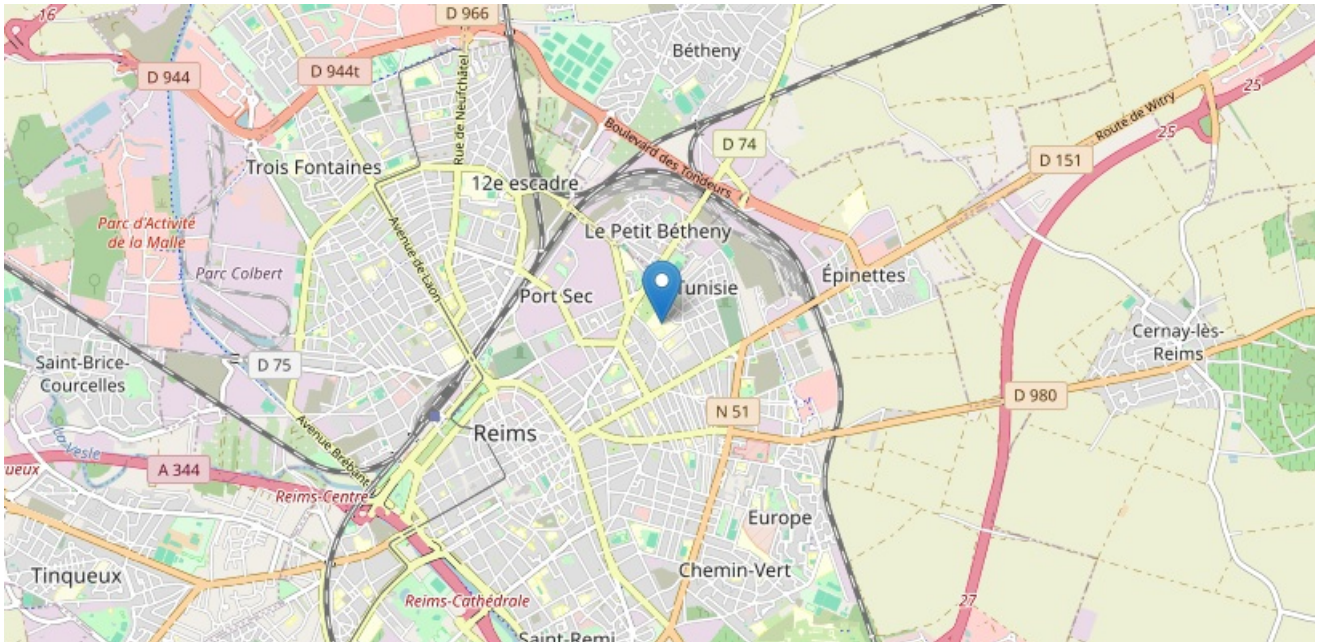 16
D 966
D 944
D 944t
Bétheny
25
Rue de Neufchâtel
Boulevard des Tondeurs
Route de Witry
25
D 74
D 151
Trois Fontaines
12e escadre
Parc d'Activité
de la Malle
Avenue de Laon
Le Petit Bétheny
Parc Colbert
Épinettes
Tunisie
Port Sec
Cernay-lès-
Reims
Saint-Brice-
Courcelles
D 75
D 980
N 51
Reims
La Vesle
Avenue Brébant
ueux
A 344
Reims-Centre
Europe
Tinqueux
Chemin-Vert
Reims-Cathédrale
27
Saint-Remi